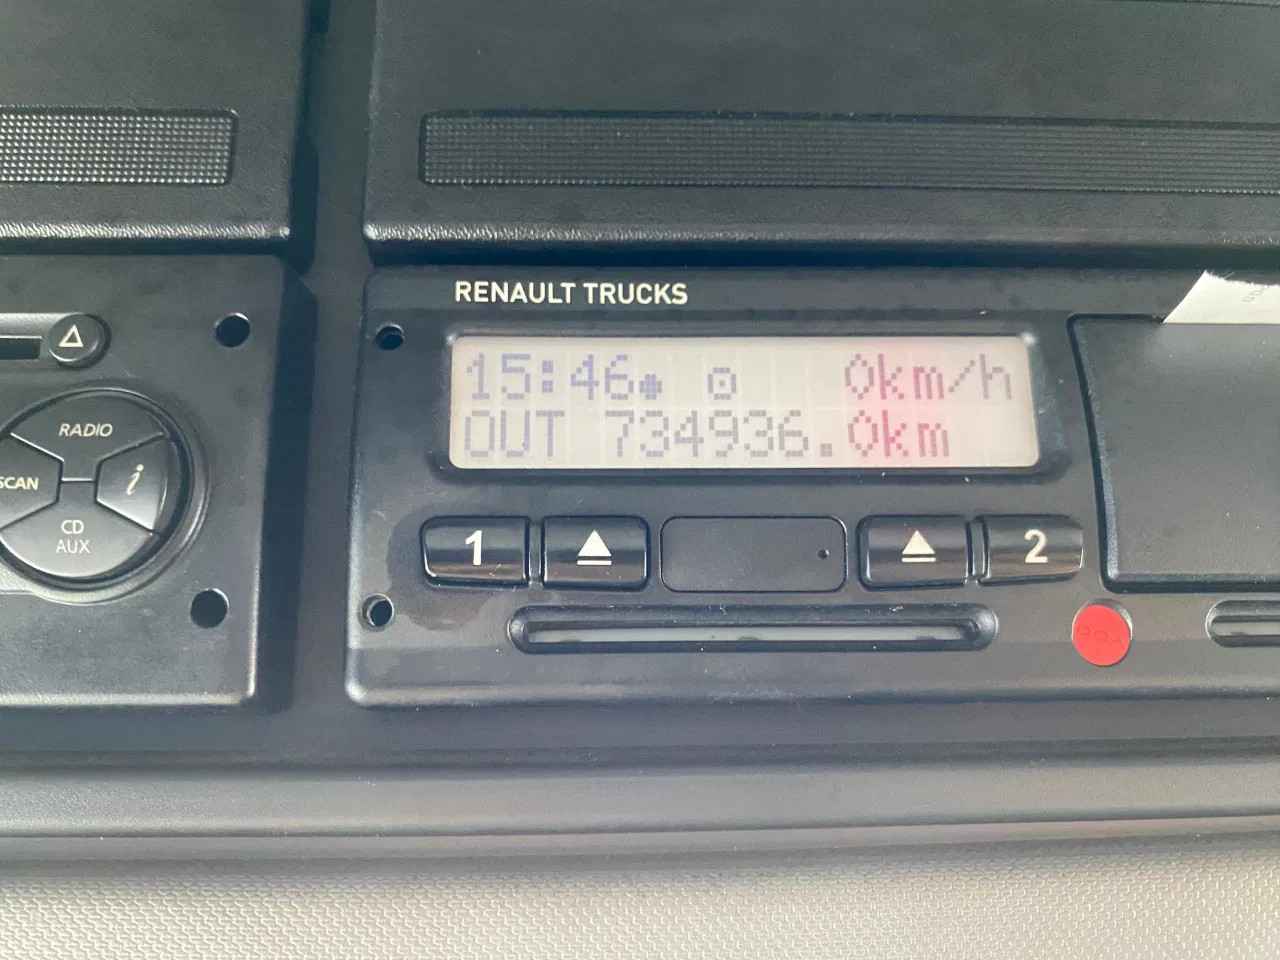 RENAULT TRUCKS
15:46 0km/h
OUT 734936.0km
RADIO
SCAN
i
CD
AUX
1
2